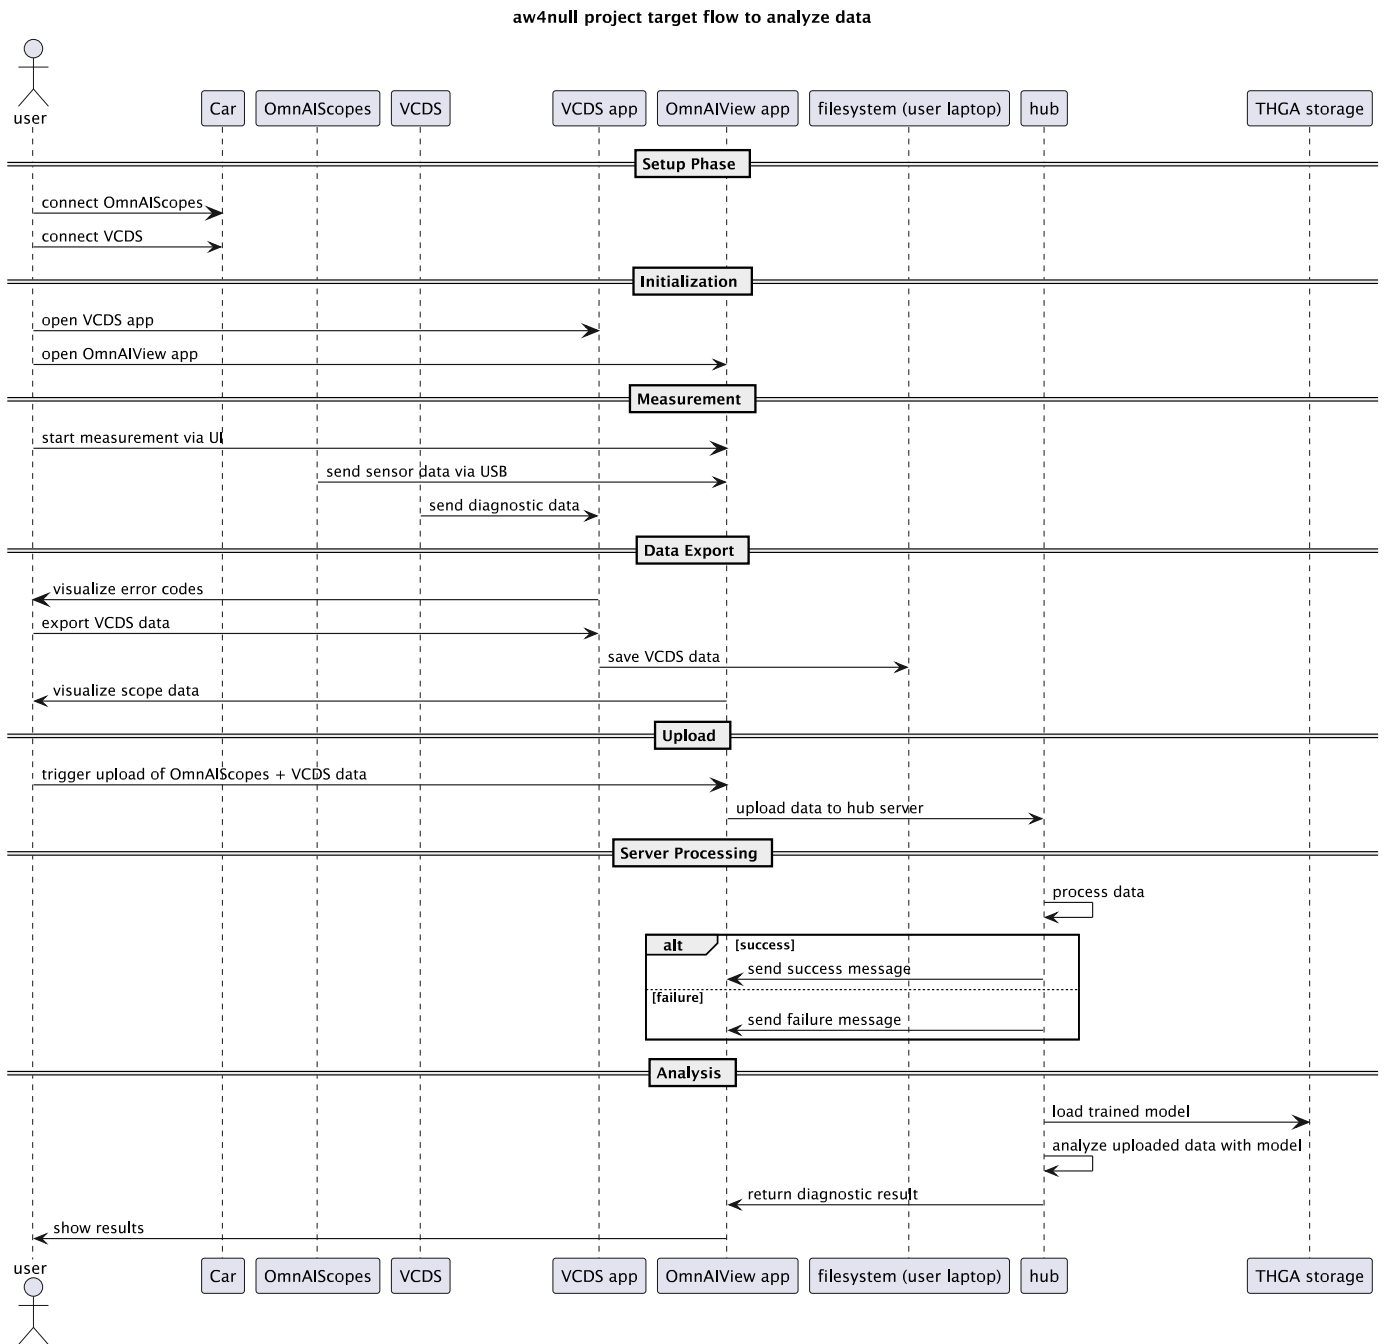 aw4null project target flow to analyze data
user
Car
OmnAIScopes
VCDS
VCDS app
OmnAIView app
filesystem (user laptop)
hub
THGA storage
Setup Phase
connect OmnAIScopes
connect VCDS
Initialization
open VCDS app
open OmnAIView app
Measurement
start measurement via UI
send sensor data via USB
send diagnostic data
Data Export
visualize error codes
export VCDS data
save VCDS data
visualize scope data
Upload
trigger upload of OmnAIScopes + VCDS data
upload data to hub server
Server Processing
process data
alt
[success]
send success message
[failure]
send failure message
Analysis
load trained model
analyze uploaded data with model
return diagnostic result
show results
user
Car
OmnAIScopes
VCDS
VCDS app
OmnAIView app
filesystem (user laptop)
hub
THGA storage